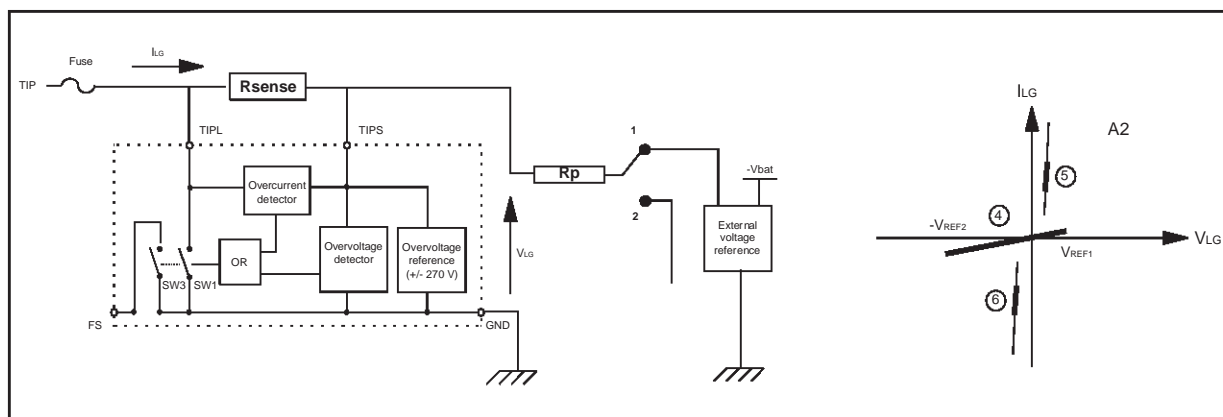 Fuse
ILG
TIP
Rsense
TIPL
TIPS
Overcurrent
detector
OR
Overvoltage
detector
Overvoltage
reference
(+/- 270 V)
SW3
SW1
FS
GND
VLG
Rp
1
2
-Vbat
External
voltage
reference
ILG
A2
5
4
-VREF2
VREF1
VLG
6